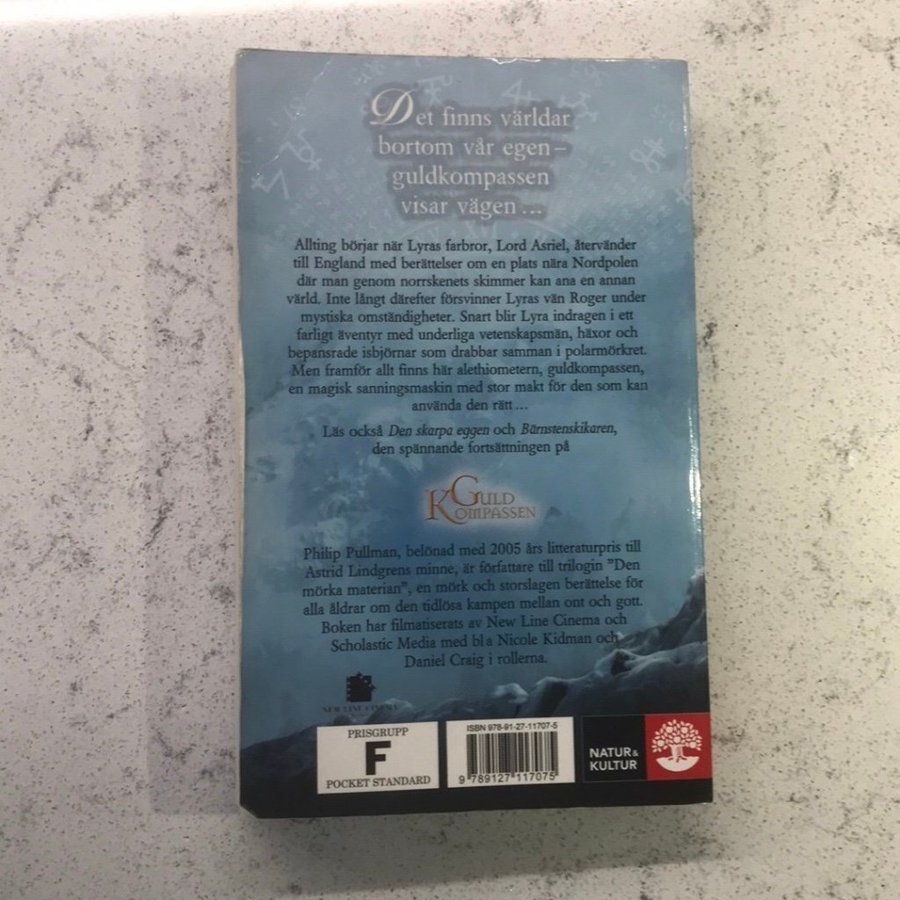 Det finns världar
bortom vår egen –
guldkompassen
visar vägen ...
Allting börjar när Lyras farbror, Lord Asriel, återvänder
till England med berättelser om en plats nära Nordpolen
där man genom norrskenets skimmer kan ana en annan
värld. Inte långt därefter försvinner Lyras vän Roger under
mystiska omständigheter. Snart blir Lyra indragen i ett
farligt äventyr med underliga vetenskapsmän, häxor och
bepansrade isbjörnar som drabbar samman i polarmörkret.
Men framför allt finns här alethiometern, guldkompassen,
en magisk sanningsmaskin med stor makt för den som kan
använda den rätt ...
Läs också Den skarpa eggen och Bärnstenskikaren,
den spännande fortsättningen på
GULD
KOMPASSEN
Philip Pullman, belönad med 2005 års litteraturpris till
Astrid Lindgrens minne, är författare till trilogin ”Den
mörka materian”, en mörk och storslagen berättelse för
alla åldrar om den tidlösa kampen mellan ont och gott.
Boken har filmatiserats av New Line Cinema och
Scholastic Media med bl a Nicole Kidman och
Daniel Craig i rollerna.
NEW LINE CINEMA
PRISGRUPP
F
POCKET STANDARD
ISBN 978-91-27-11707-5
9 789127 117075
NATUR &
KULTUR